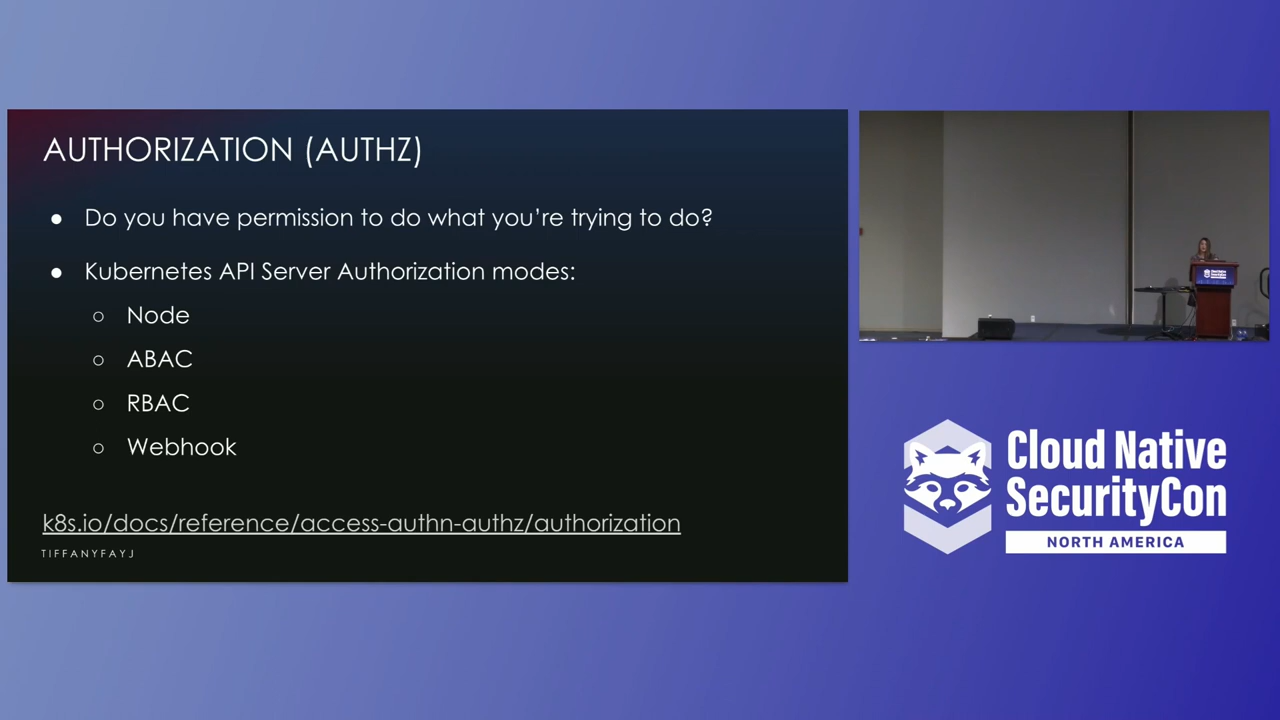 AUTHORIZATION (AUTHZ)
● Do you have permission to do what you're trying to do?
● Kubernetes API Server Authorization modes:
○ Node
○ ABAC
○ RBAC
○ Webhook
k8s.io/docs/reference/access-authn-authz/authorization
TIFFANYFAYJ
Cloud Native
SecurityCon
NORTH AMERICA